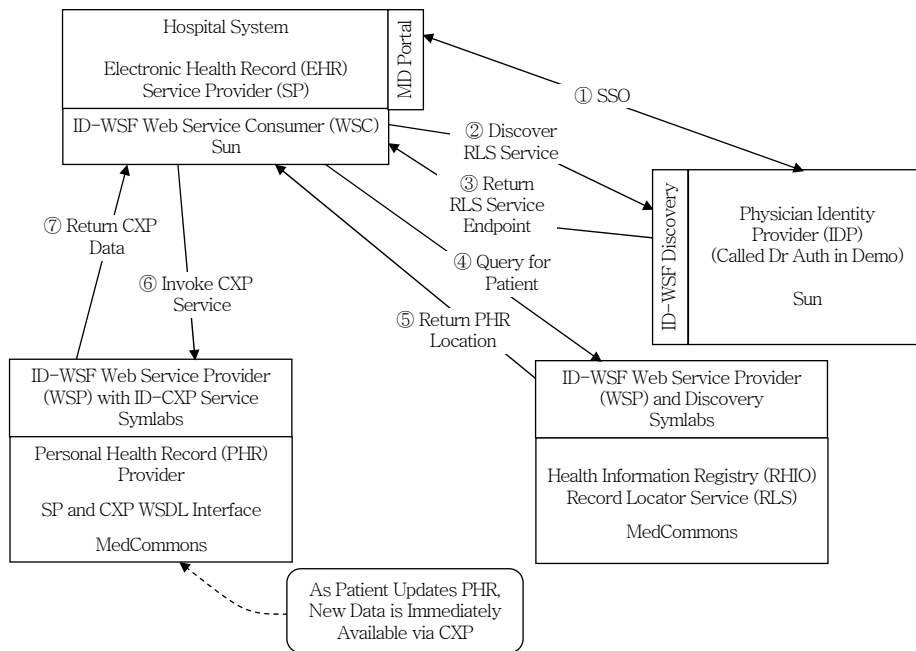 Hospital System
Electronic Health Record (EHR)
Service Provider (SP)
MD Portal
ID-WSF Web Service Consumer (WSC)
Sun
① SSO
② Discover
RLS Service
③ Return
RLS Service
Endpoint
ID-WSF Discovery
Physician Identity
Provider (IDP)
(Called Dr Auth in Demo)
Sun
⑦ Return CXP
Data
④ Query for
Patient
⑥ Invoke CXP
Service
⑤ Return PHR
Location
ID-WSF Web Service Provider
(WSP) with ID-CXP Service
Symlabs
Personal Health Record (PHR)
Provider
SP and CXP WSDL Interface
MedCommons
ID-WSF Web Service Provider
(WSP) and Discovery
Symlabs
Health Information Registry (RHIO)
Record Locator Service (RLS)
MedCommons
As Patient Updates PHR,
New Data is Immediately
Available via CXP